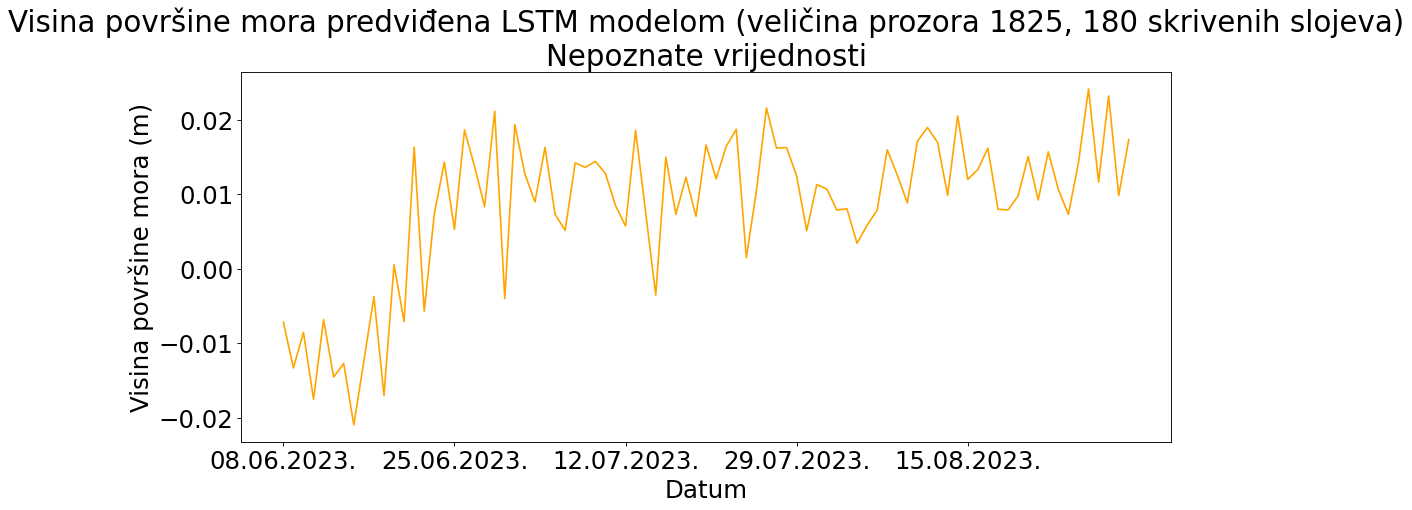 Visina površine mora predviđena LSTM modelom (veličina prozora 1825, 180 skrivenih slojeva)
Nepoznate vrijednosti
Visina površine mora (m)
0.02
0.01
0.00
−0.01
−0.02
08.06.2023. 25.06.2023. 12.07.2023. 29.07.2023. 15.08.2023.
Datum